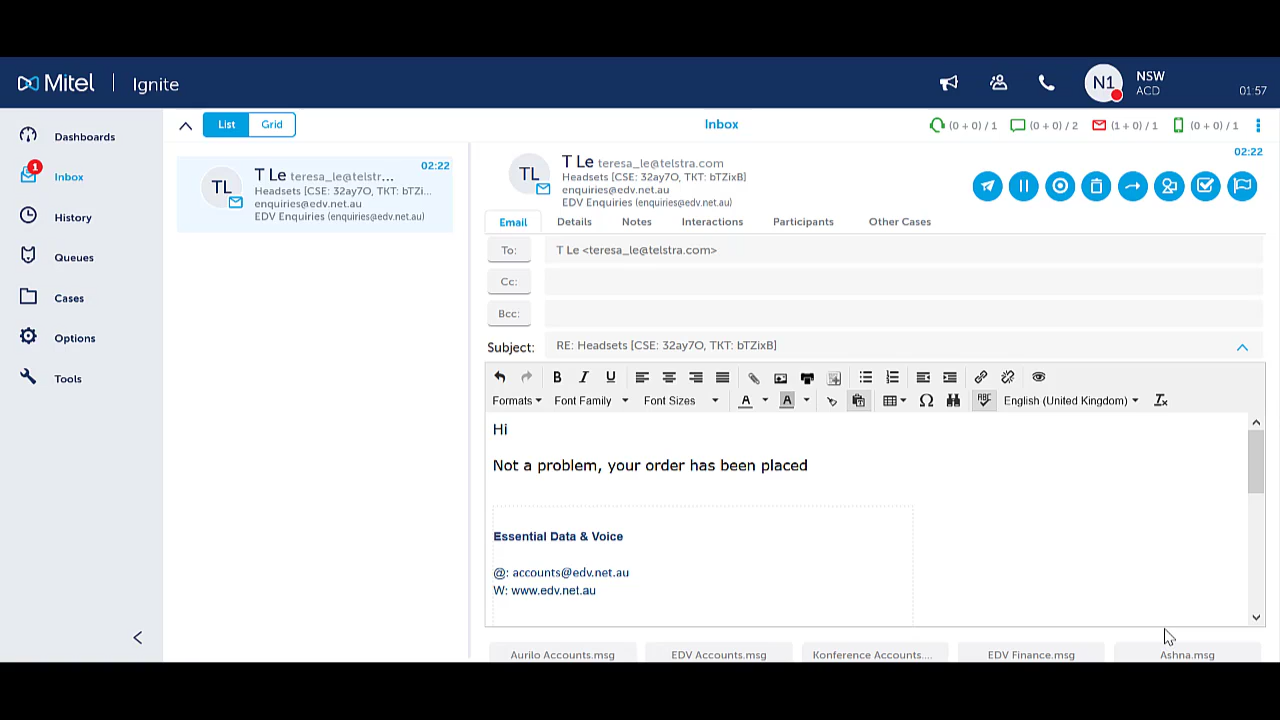 Mitel | Ignite
N1
NSW
ACD
01:57
Dashboards
1
Inbox
History
Queues
Cases
Options
Tools
List
Grid
Inbox
(0 + 0) / 1
(0 + 0) / 2
(1 + 0) / 1
(0 + 0) / 1
TL
T Le teresa_le@telstr...
02:22
Headsets [CSE: 32ay7O, TKT: bTZi...
enquiries@edv.net.au
EDV Enquiries (enquiries@edv.net.au)
02:22
TL
T Le teresa_le@telstra.com
Headsets [CSE: 32ay7O, TKT: bTZixB]
enquiries@edv.net.au
EDV Enquiries (enquiries@edv.net.au)
Email
Details
Notes
Interactions
Participants
Other Cases
To:
T Le <teresa_le@telstra.com>
Cc:
Bcc:
Subject:
RE: Headsets [CSE: 32ay7O, TKT: bTZixB]
B I U
Formats
Font Family
Font Sizes
A
A
Ω
ABC
English (United Kingdom)
Tx
Hi
Not a problem, your order has been placed
Essential Data & Voice
@: accounts@edv.net.au
W: www.edv.net.au
Aurilo Accounts.msg
EDV Accounts.msg
Konference Accounts....
EDV Finance.msg
Ashna.msg